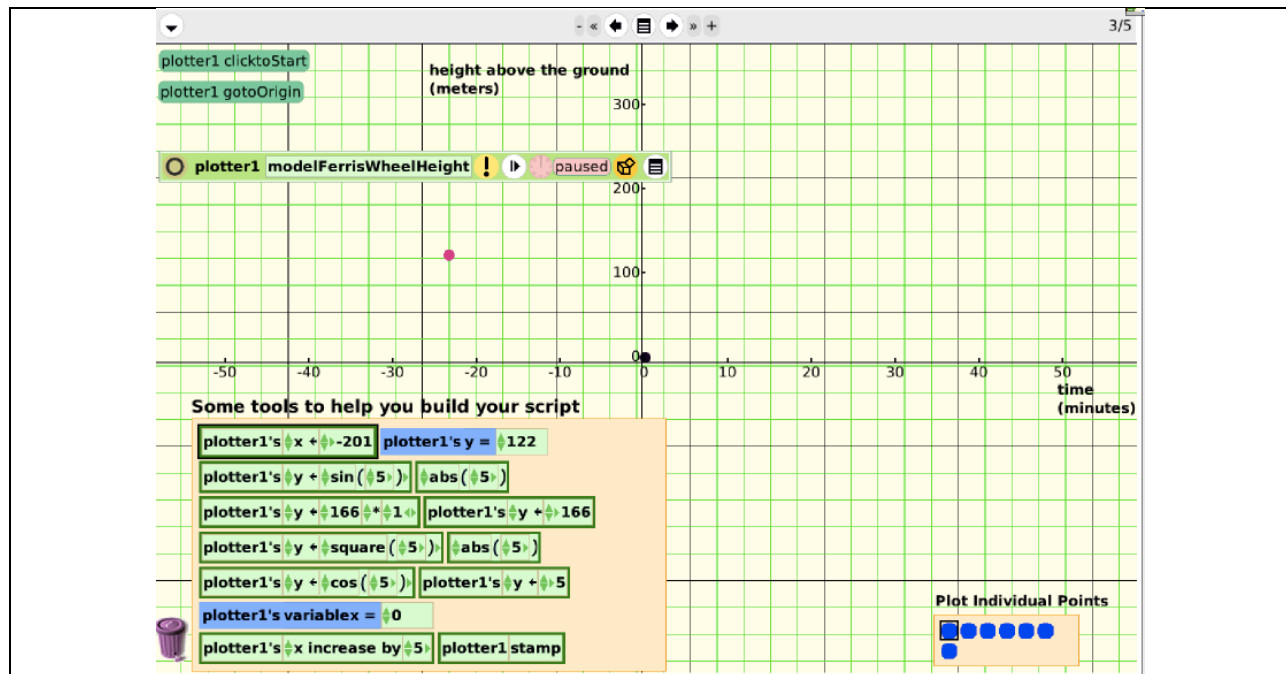 - « » +
3/5
plotter1 clicktoStart
plotter1 gotoOrigin
height above the ground
(meters)
300
plotter1 modelFerrisWheelHeight ! paused
200
100
0
-50 -40 -30 -20 -10 0 10 20 30 40 50
time
(minutes)
Some tools to help you build your script
plotter1's x ← -201 plotter1's y = 122
plotter1's y ← sin ( 5 ) abs ( 5 )
plotter1's y ← 166 * 1 plotter1's y ← 166
plotter1's y ← square ( 5 ) abs ( 5 )
plotter1's y ← cos ( 5 ) plotter1's y ← 5
plotter1's variablex = 0
plotter1's x increase by 5 plotter1 stamp
Plot Individual Points